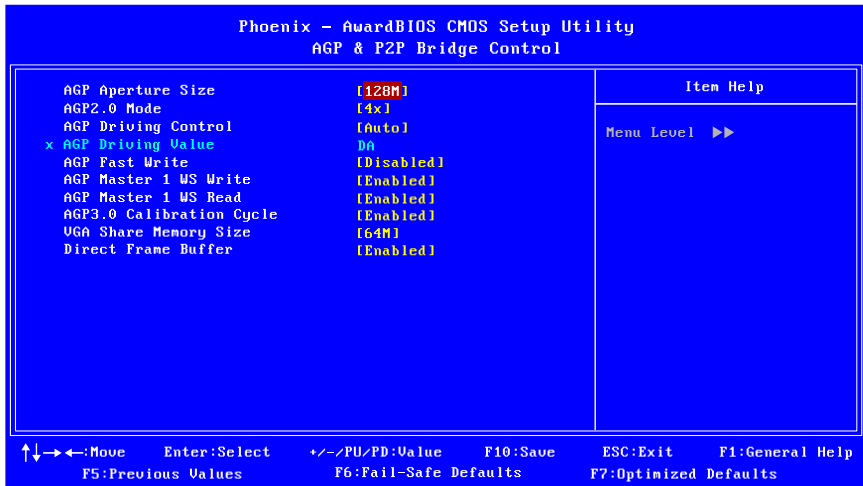 Phoenix - AwardBIOS CMOS Setup Utility
AGP & P2P Bridge Control
AGP Aperture Size [128M]
AGP2.0 Mode [4x]
AGP Driving Control [Auto]
x AGP Driving Value DA
AGP Fast Write [Disabled]
AGP Master 1 WS Write [Enabled]
AGP Master 1 WS Read [Enabled]
AGP3.0 Calibration Cycle [Enabled]
VGA Share Memory Size [64M]
Direct Frame Buffer [Enabled]
Item Help
Menu Level ▶▶
↑↓→←:Move Enter:Select +/-/PU/PD:Value F10:Save ESC:Exit F1:General Help
F5:Previous Values F6:Fail-Safe Defaults F7:Optimized Defaults